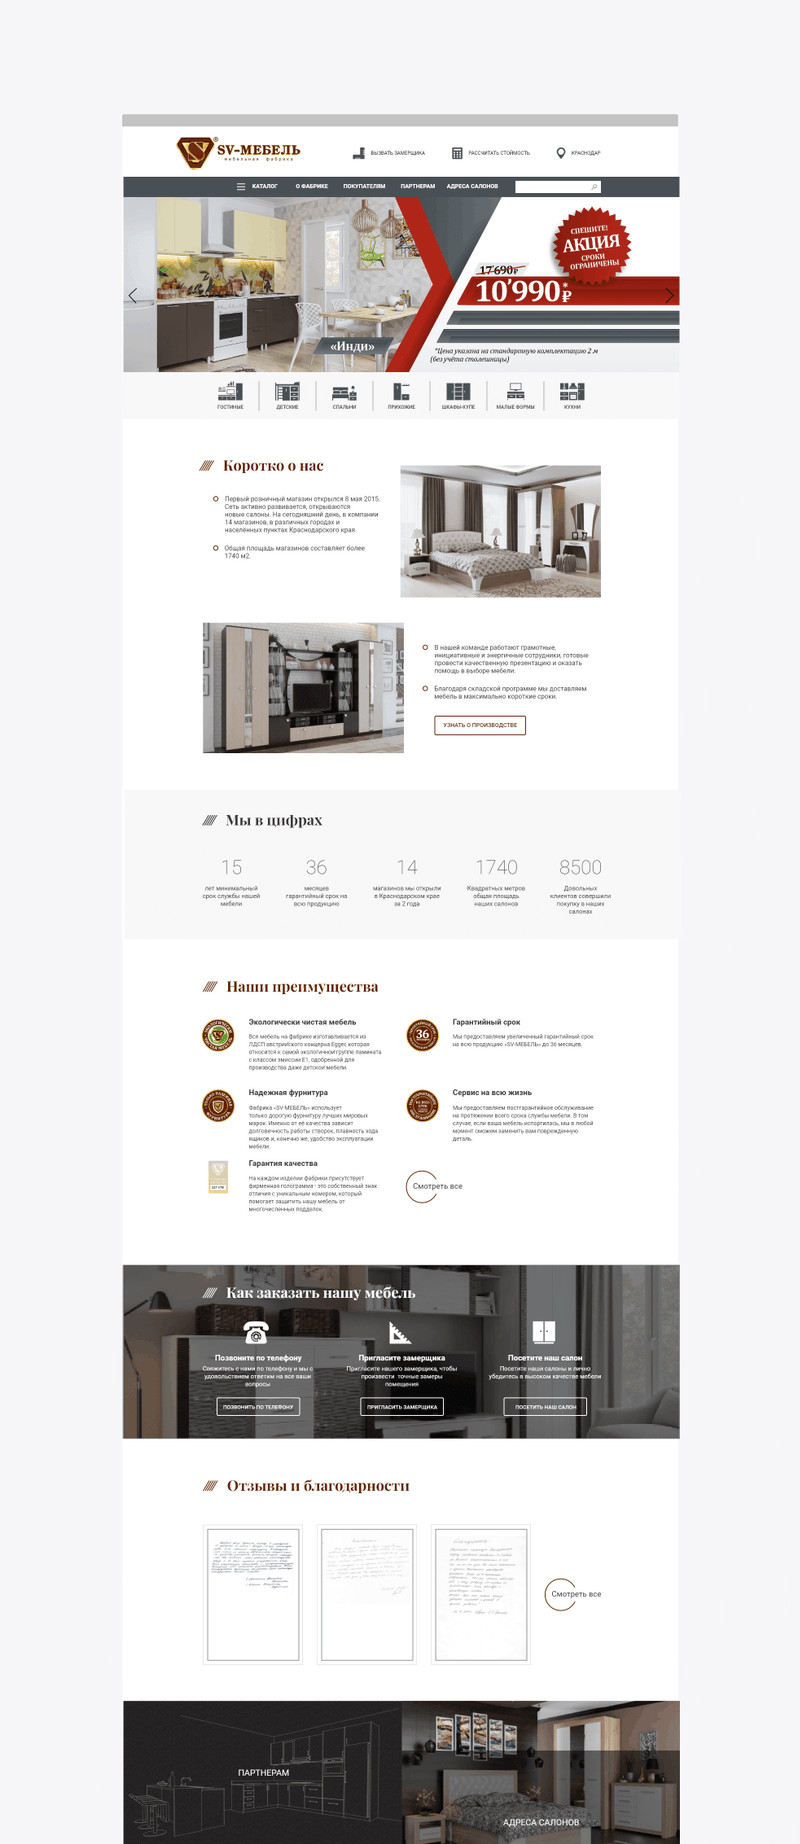 SV-МЕБЕЛЬ®
мебельная фабрика
ВЫЗВАТЬ ЗАМЕРЩИКА
РАССЧИТАТЬ СТОЙМОСТЬ
КРАСНОДАР
КАТАЛОГ
О ФАБРИКЕ
ПОКУПАТЕЛЯМ
ПАРТНЕРАМ
АДРЕСА САЛОНОВ
СПЕШИТЕ!
АКЦИЯ
СРОКИ
ОГРАНИЧЕНЫ
17'690₽
10'990*₽
«Инди»
*Цена указана на стандартную комплектацию 2 м
(без учёта столешницы)
ГОСТИНЫЕ
ДЕТСКИЕ
СПАЛЬНИ
ПРИХОЖИЕ
ШКАФЫ-КУПЕ
МАЛЫЕ ФОРМЫ
КУХНИ
Коротко о нас
Первый розничный магазин открылся 8 мая 2015.
Сеть активно развивается, открываются
новые салоны. На сегодняшний день, в компании
14 магазинов, в различных городах и
населённых пунктах Краснодарского края.
Общая площадь магазинов составляет более
1740 м2.
В нашей команде работают грамотные,
инициативные и энергичные сотрудники, готовые
провести качественную презентацию и оказать
помощь в выборе мебели.
Благодаря складской программе мы доставляем
мебель в максимально короткие сроки.
УЗНАТЬ О ПРОИЗВОДСТВЕ
Мы в цифрах
15
лет минимальный
срок службы нашей
мебели
36
месяцев
гарантийный срок на
всю продукцию
14
магазинов мы открыли
в Краснодарском крае
за 2 года
1740
Квадратных метров
общая площадь
наших салонов
8500
Довольных
клиентов совершили
покупку в наших
салонах
Наши преимущества
Экологически чистая мебель
Вся мебель на фабрике изготавливается из
ЛДСП австрийского концерна Egger, которая
относится к самой экологичной группе ламината
с классом эмиссии E1, одобренной для
производства даже детской мебели.
36
Гарантийный срок
Мы предоставляем увеличенный гарантийный срок
на всю продукцию «SV-МЕБЕЛЬ» до 36 месяцев.
Надежная фурнитура
Фабрика «SV-МЕБЕЛЬ» использует
только дорогую фурнитуру лучших мировых
марок. Именно от её качества зависит
долговечность работы створок, плавность хода
ящиков и, конечно же, удобство эксплуатации
мебели.
Сервис на всю жизнь
Мы предоставляем постгарантийное обслуживание
на протяжении всего срока службы мебели. В том
случае, если ваша мебель испортилась, мы в любой
момент сможем заменить вам поврежденную
деталь.
Гарантия качества
На каждом изделии фабрики присутствует
фирменная голограмма - это собственный знак
отличия с уникальным номером, который
помогает защитить нашу мебель от
многочисленных подделок.
Смотреть все
Как заказать нашу мебель
Позвоните по телефону
Свяжитесь с нами по телефону и мы с
удовольствием ответим на все ваши
вопросы
ПОЗВОНИТЬ ПО ТЕЛЕФОНУ
Пригласите замерщика
Пригласите нашего замерщика, чтобы
произвести точные замеры
помещения
ПРИГЛАСИТЬ ЗАМЕРЩИКА
Посетите наш салон
Посетите наши салоны и лично
убедитесь в высоком качестве мебели
ПОСЕТИТЬ НАШ САЛОН
Отзывы и благодарности
Смотреть все
ПАРТНЕРАМ
АДРЕСА САЛОНОВ